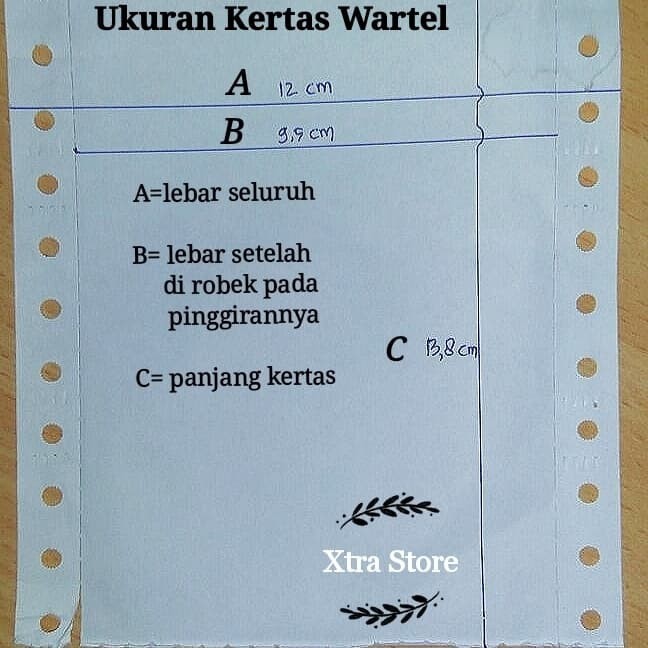 Ukuran Kertas Wartel
A 12 cm
B 9,5 cm
A=lebar seluruh
B= lebar setelah
di robek pada
pinggirannya
C 13,8 cm
C= panjang kertas
Xtra Store